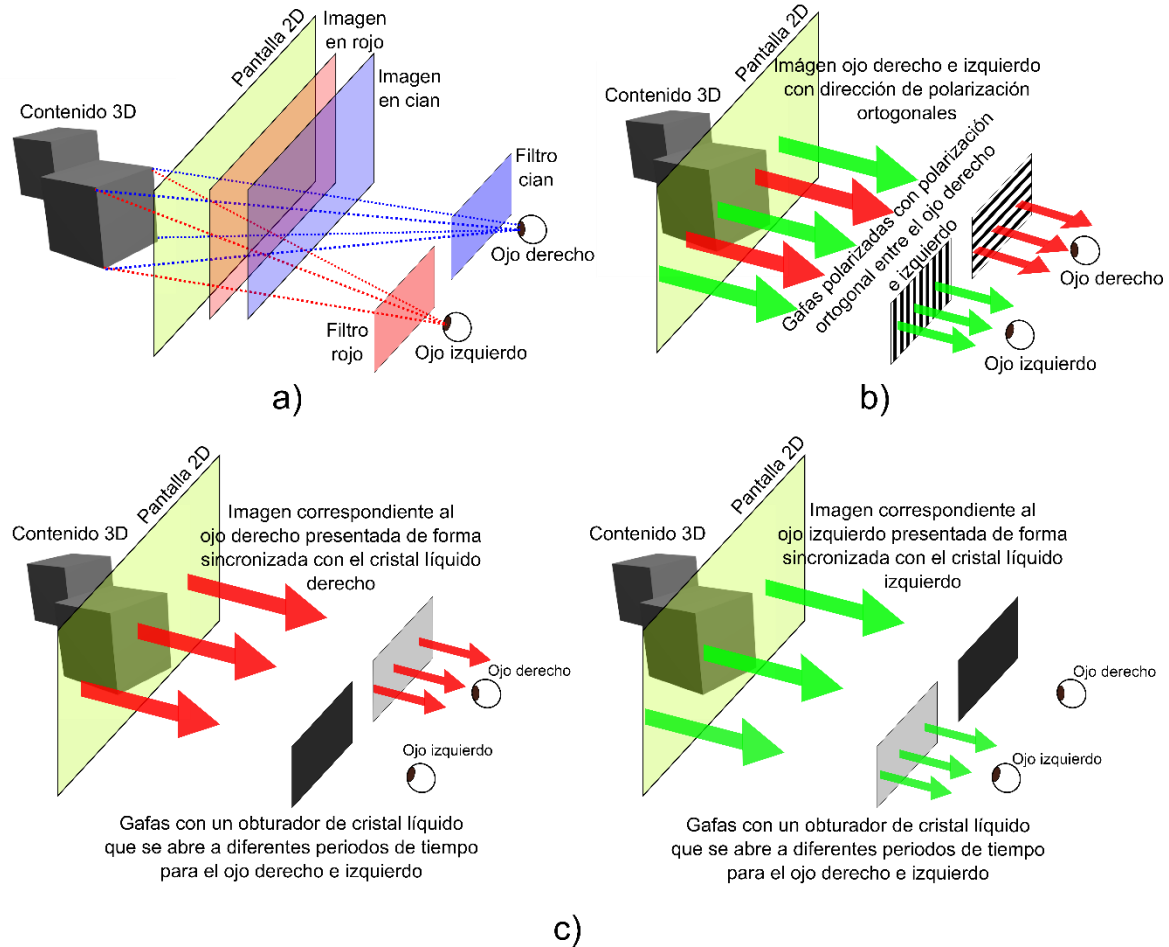 Pantalla 2D
Imagen
en rojo
Imagen
en cian
Contenido 3D
Filtro
cian
Ojo derecho
Filtro
rojo
Ojo izquierdo
a)
Pantalla 2D
Imágen ojo derecho e izquierdo
con dirección de polarización
ortogonales
Contenido 3D
Gafas polarizadas con polarización
ortogonal entre el ojo derecho
e izquierdo
Ojo derecho
Ojo izquierdo
b)
Pantalla 2D
Contenido 3D
Imagen correspondiente al
ojo derecho presentada de forma
sincronizada con el cristal líquido
derecho
Ojo derecho
Ojo izquierdo
Gafas con un obturador de cristal líquido
que se abre a diferentes periodos de tiempo
para el ojo derecho e izquierdo
Pantalla 2D
Contenido 3D
Imagen correspondiente al
ojo izquierdo presentada de forma
sincronizada con el cristal líquido
izquierdo
Ojo derecho
Ojo izquierdo
Gafas con un obturador de cristal líquido
que se abre a diferentes periodos de tiempo
para el ojo derecho e izquierdo
c)